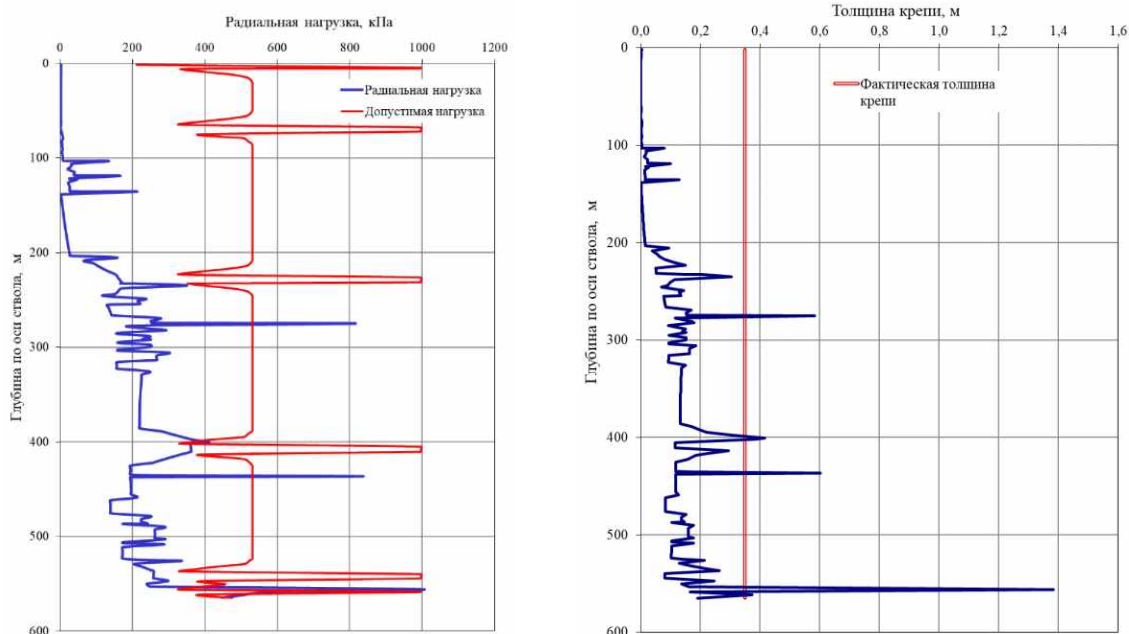 Радиальная нагрузка, кПа
0 200 400 600 800 1000 1200
0
100
200
300
400
500
600
Глубина по оси ствола, м
Радиальная нагрузка
Допустимая нагрузка
Толщина крепи, м
0,0 0,2 0,4 0,6 0,8 1,0 1,2 1,4 1,6
0
100
200
300
400
500
600
Глубина по оси ствола, м
Фактическая толщина
крепи